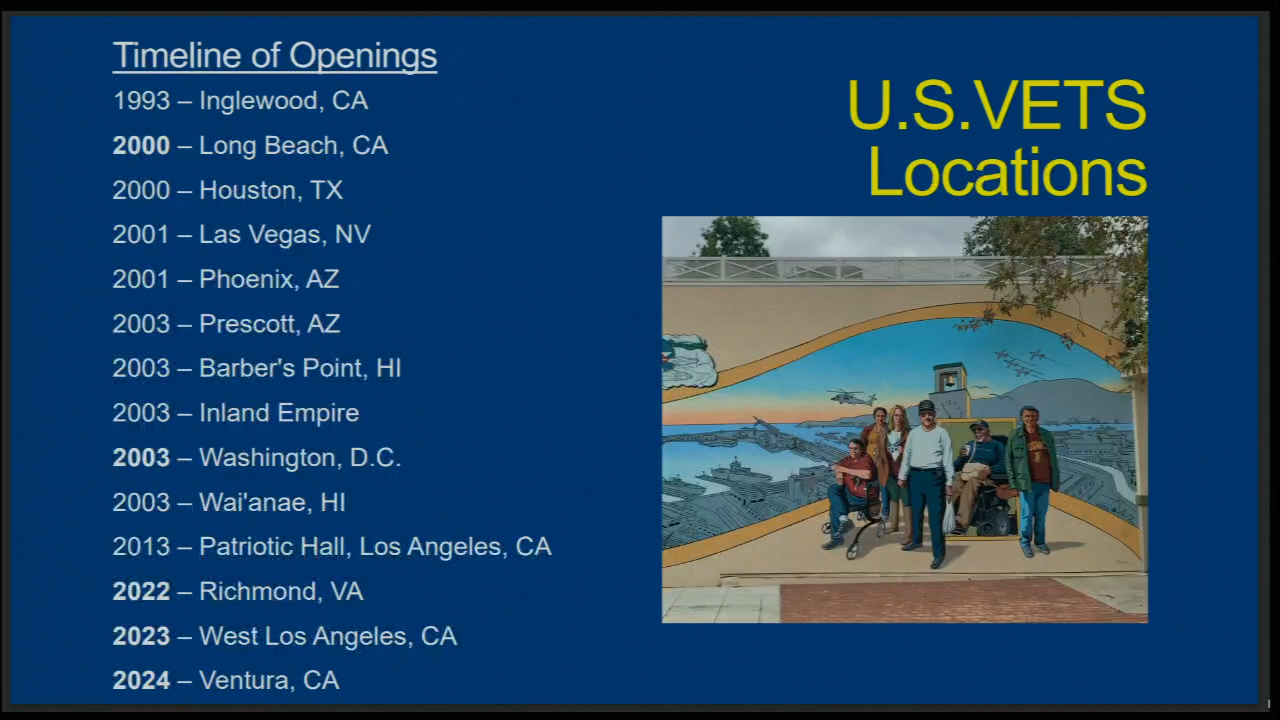 Timeline of Openings
1993 – Inglewood, CA
2000 – Long Beach, CA
2000 – Houston, TX
2001 – Las Vegas, NV
2001 – Phoenix, AZ
2003 – Prescott, AZ
2003 – Barber's Point, HI
2003 – Inland Empire
2003 – Washington, D.C.
2003 – Wai'anae, HI
2013 – Patriotic Hall, Los Angeles, CA
2022 – Richmond, VA
2023 – West Los Angeles, CA
2024 – Ventura, CA
U.S.VETS
Locations